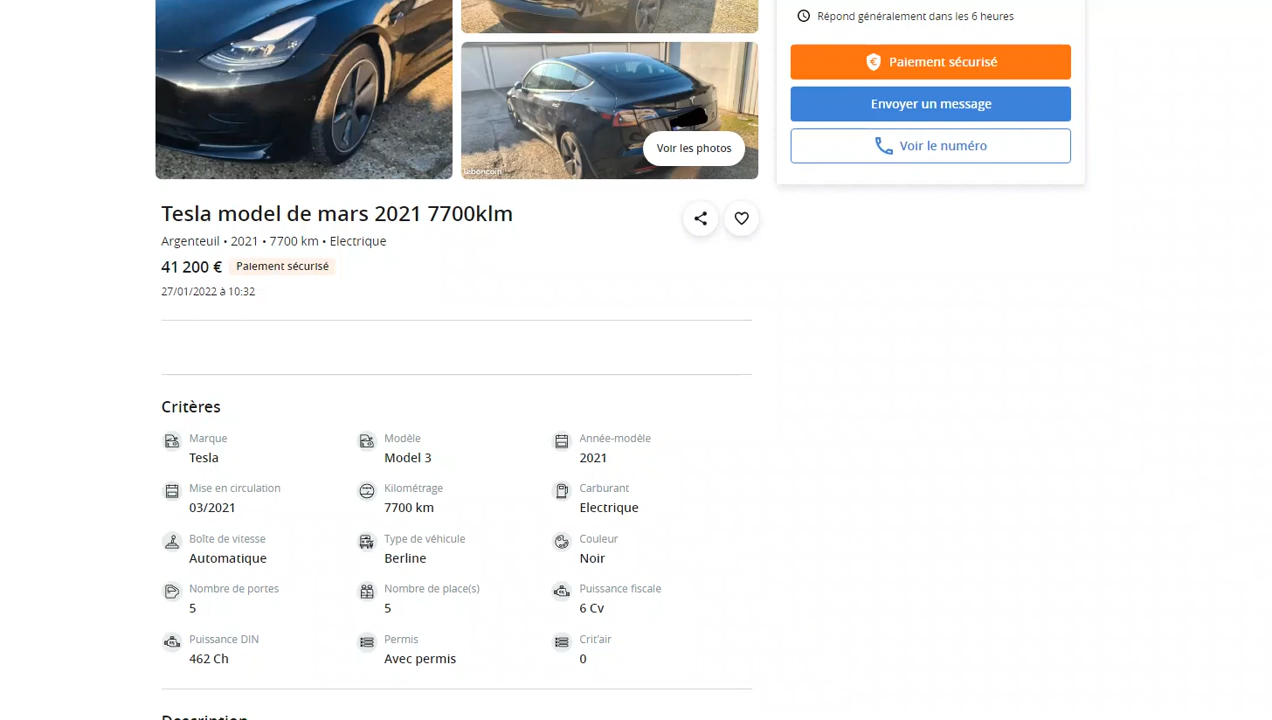 Répond généralement dans les 6 heures
Paiement sécurisé
Envoyer un message
Voir le numéro
Voir les photos
leboncoin
Tesla model de mars 2021 7700klm
Argenteuil • 2021 • 7700 km • Electrique
41 200 € Paiement sécurisé
27/01/2022 à 10:32
Critères
Marque
Tesla
Modèle
Model 3
Année-modèle
2021
Mise en circulation
03/2021
Kilométrage
7700 km
Carburant
Electrique
Boîte de vitesse
Automatique
Type de véhicule
Berline
Couleur
Noir
Nombre de portes
5
Nombre de place(s)
5
Puissance fiscale
6 Cv
Puissance DIN
462 Ch
Permis
Avec permis
Crit'air
0
Description